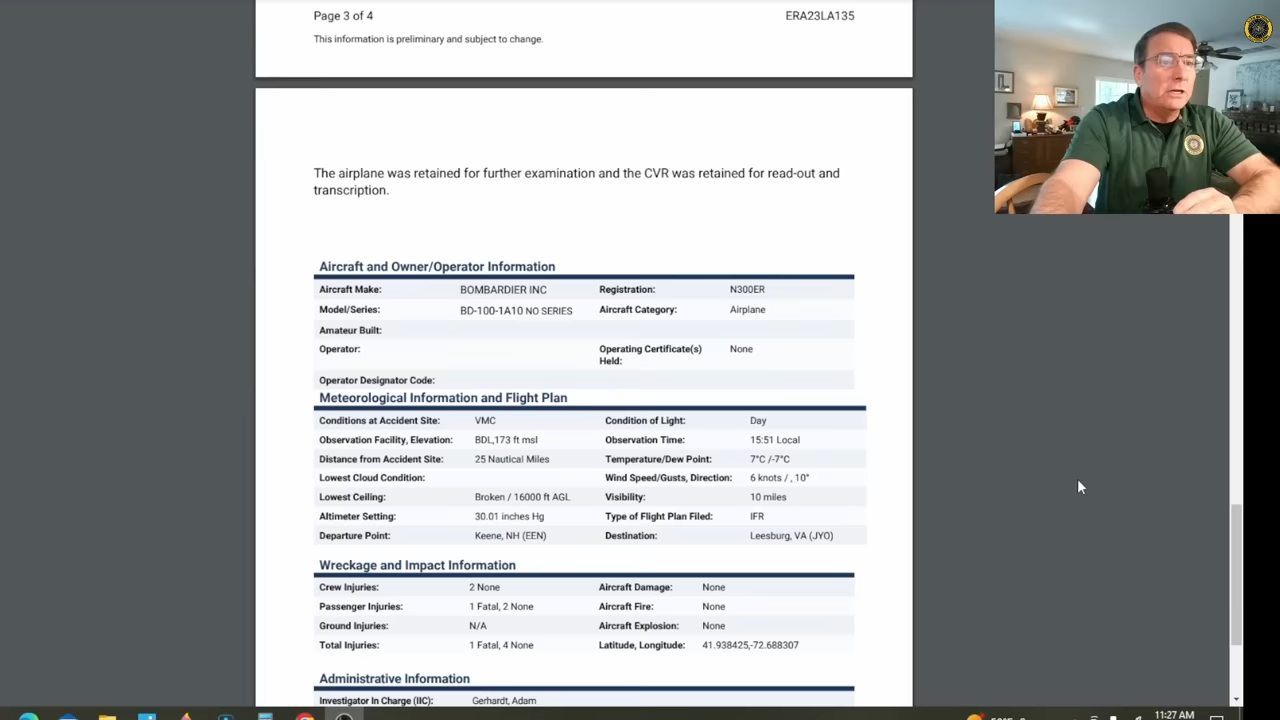 Page 3 of 4 ERA23LA135
This information is preliminary and subject to change.
The airplane was retained for further examination and the CVR was retained for read-out and
transcription.
Aircraft and Owner/Operator Information
Aircraft Make: BOMBARDIER INC Registration: N300ER
Model/Series: BD-100-1A10 NO SERIES Aircraft Category: Airplane
Amateur Built:
Operator: Operating Certificate(s) None
Held:
Operator Designator Code:
Meteorological Information and Flight Plan
Conditions at Accident Site: VMC Condition of Light: Day
Observation Facility, Elevation: BDL,173 ft msl Observation Time: 15:51 Local
Distance from Accident Site: 25 Nautical Miles Temperature/Dew Point: 7°C /-7°C
Lowest Cloud Condition: Wind Speed/Gusts, Direction: 6 knots / , 10°
Lowest Ceiling: Broken / 16000 ft AGL Visibility: 10 miles
Altimeter Setting: 30.01 inches Hg Type of Flight Plan Filed: IFR
Departure Point: Keene, NH (EEN) Destination: Leesburg, VA (JYO)
Wreckage and Impact Information
Crew Injuries: 2 None Aircraft Damage: None
Passenger Injuries: 1 Fatal, 2 None Aircraft Fire: None
Ground Injuries: N/A Aircraft Explosion: None
Total Injuries: 1 Fatal, 4 None Latitude, Longitude: 41.938425,-72.688307
Administrative Information
Investigator In Charge (IIC): Gerhardt, Adam
11:27 AM